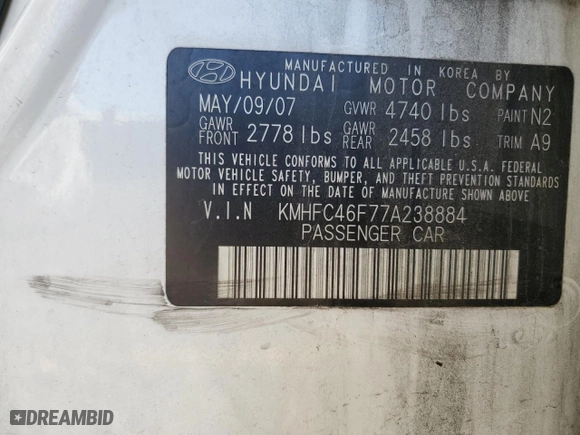 MANUFACTURED IN KOREA BY
HYUNDAI MOTOR COMPANY
MAY/09/07 GVWR 4740 lbs PAINT N2
GAWR FRONT 2778 lbs GAWR REAR 2458 lbs TRIM A9
THIS VEHICLE CONFORMS TO ALL APPLICABLE U.S.A. FEDERAL
MOTOR VEHICLE SAFETY, BUMPER, AND THEFT PREVENTION STANDARDS
IN EFFECT ON THE DATE OF MANUFACTURE SHOWN ABOVE.
V.I.N KMHFC46F77A238884
PASSENGER CAR
DREAMBID